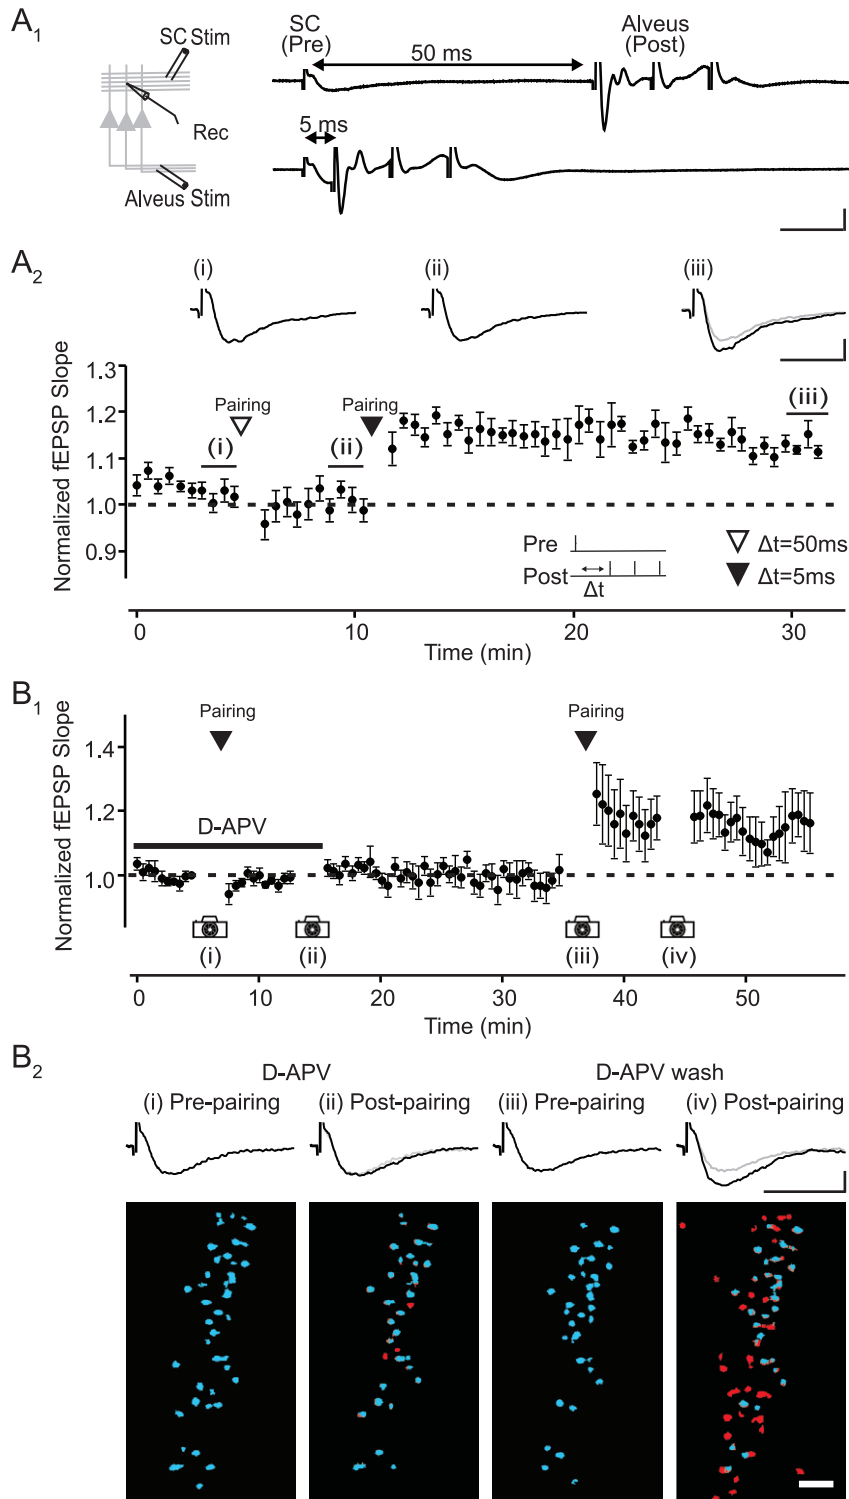 A1
SC Stim
Rec
Alveus Stim
SC
(Pre)
50 ms
Alveus
(Post)
5 ms
A2
(i)
(ii)
(iii)
Normalized fEPSP Slope
1.3
1.2
1.1
1.0
0.9
Pairing
(i)
Pairing
(ii)
(iii)
Pre
Post
Δt
Δt=50ms
Δt=5ms
0
10
20
30
Time (min)
B1
Normalized fEPSP Slope
1.4
1.2
1.0
Pairing
Pairing
D-APV
(i)
(ii)
(iii)
(iv)
0
10
20
30
40
50
Time (min)
B2
D-APV
D-APV wash
(i) Pre-pairing
(ii) Post-pairing
(iii) Pre-pairing
(iv) Post-pairing